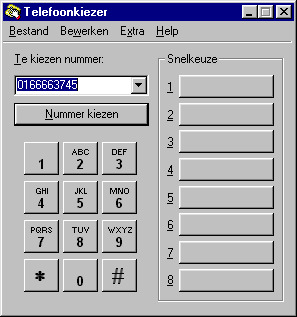 Telefoonkiezer
Bestand Bewerken Extra Help
Te kiezen nummer:
0166663745
Nummer kiezen
1
ABC
2
DEF
3
GHI
4
JKL
5
MNO
6
PQRS
7
TUV
8
WXYZ
9
*
0
#
Snelkeuze
1
2
3
4
5
6
7
8